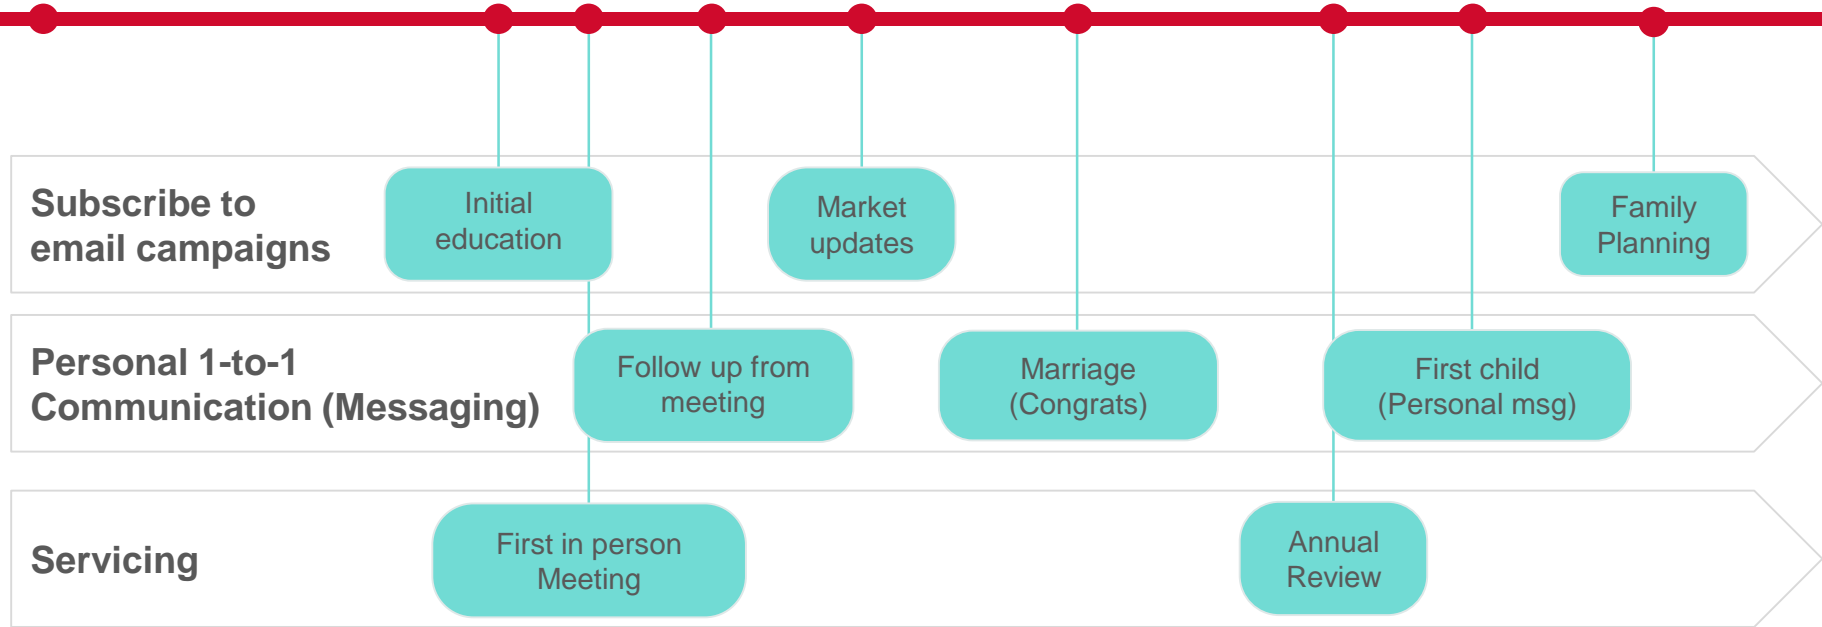 Subscribe to
email campaigns
Initial
education
Market
updates
Family
Planning
Personal 1-to-1
Communication (Messaging)
Follow up from
meeting
Marriage
(Congrats)
First child
(Personal msg)
Servicing
First in person
Meeting
Annual
Review